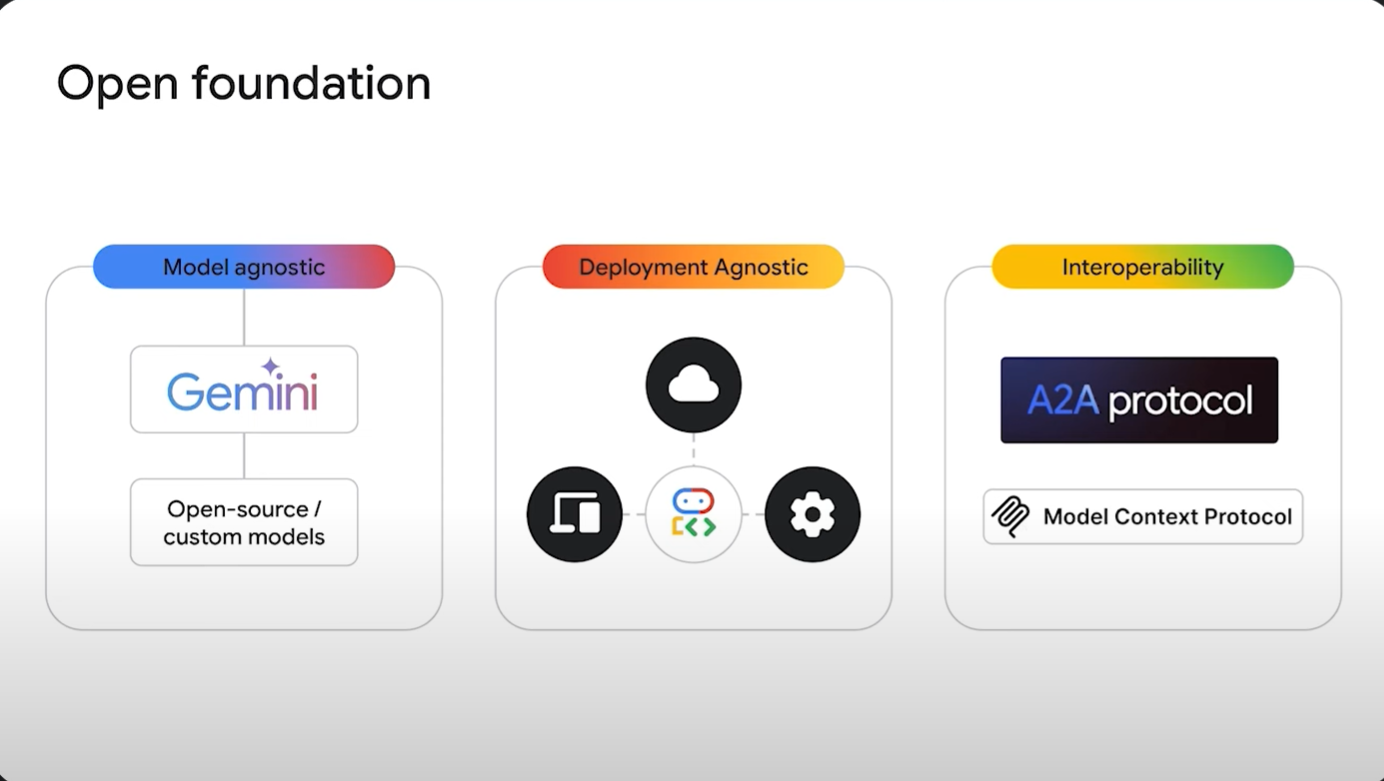 Open foundation
Model agnostic
Gemini
Open-source /
custom models
Deployment Agnostic
Interoperability
A2A protocol
Model Context Protocol